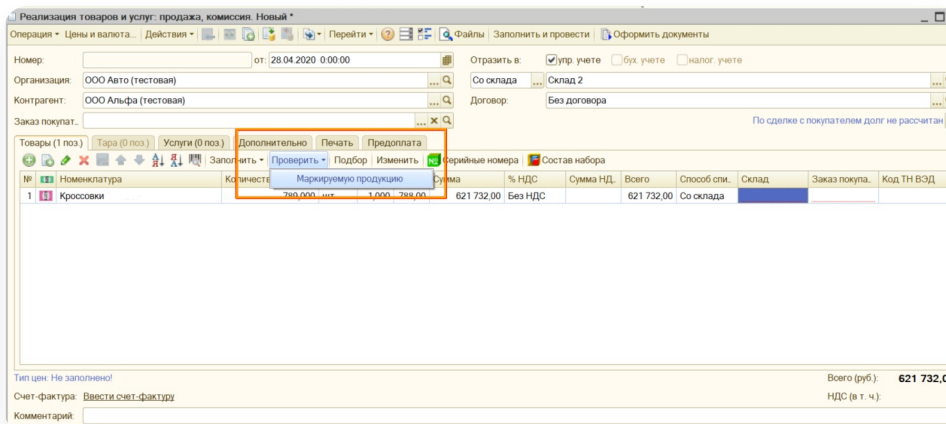 Реализация товаров и услуг: продажа, комиссия. Новый *
Операция Цены и валюта... Действия Перейти Файлы Заполнить и провести Оформить документы
Номер: от: 28.04.2020 0:00:00 Отразить в: упр. учете бух. учете налог. учете
Организация: ООО Авто (тестовая) Со склада Склад 2
Контрагент: ООО Альфа (тестовая) Договор: Без договора
Заказ покупат.. По сделке с покупателем долг не рассчитан
Товары (1 поз.) Тара (0 поз.) Услуги (0 поз.) Дополнительно Печать Предоплата
Заполнить Проверить Подбор Изменить № Серийные номера Состав набора
Маркируемую продукцию
№ Номенклатура Количеств Сумма % НДС Сумма НД.. Всего Способ спи.. Склад Заказ покупа.. Код ТН ВЭД
1 Кроссовки 789,000 шт 1,000 788,00 621 732,00 Без НДС 621 732,00 Со склада
Тип цен: Не заполнено! Всего (руб.): 621 732,0
Счет-фактура: Ввести счет-фактуру НДС (в т. ч.):
Комментарий: